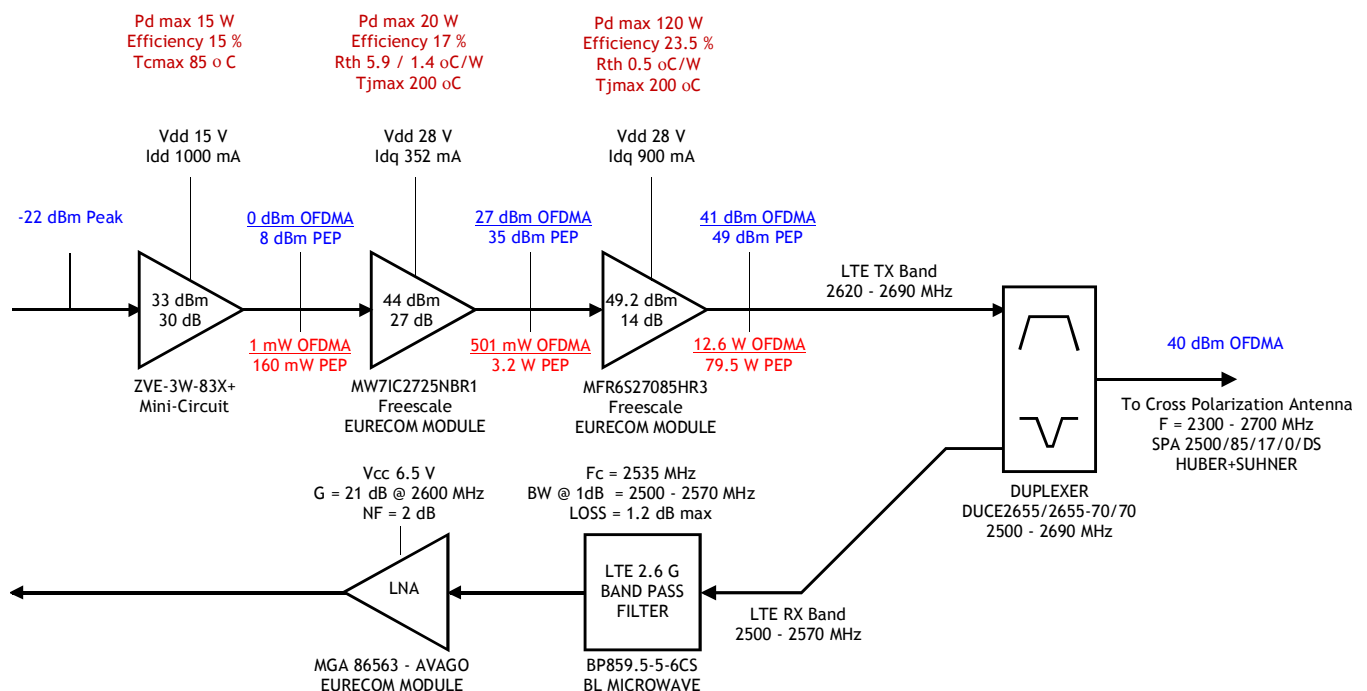 Pd max 15 W
Efficiency 15 %
Tcmax 85 o C
Pd max 20 W
Efficiency 17 %
Rth 5.9 / 1.4 oC/W
Tjmax 200 oC
Pd max 120 W
Efficiency 23.5 %
Rth 0.5 oC/W
Tjmax 200 oC
Vdd 15 V
Idd 1000 mA
Vdd 28 V
Idq 352 mA
Vdd 28 V
Idq 900 mA
-22 dBm Peak
0 dBm OFDMA
8 dBm PEP
27 dBm OFDMA
35 dBm PEP
41 dBm OFDMA
49 dBm PEP
33 dBm
30 dB
44 dBm
27 dB
49.2 dBm
14 dB
LTE TX Band
2620 - 2690 MHz
1 mW OFDMA
160 mW PEP
501 mW OFDMA
3.2 W PEP
12.6 W OFDMA
79.5 W PEP
40 dBm OFDMA
ZVE-3W-83X+
Mini-Circuit
MW7IC2725NBR1
Freescale
EURECOM MODULE
MFR6S27085HR3
Freescale
EURECOM MODULE
To Cross Polarization Antenna
F = 2300 - 2700 MHz
SPA 2500/85/17/0/DS
HUBER+SUHNER
DUPLEXER
DUCE2655/2655-70/70
2500 - 2690 MHz
Vcc 6.5 V
G = 21 dB @ 2600 MHz
NF = 2 dB
Fc = 2535 MHz
BW @ 1dB = 2500 - 2570 MHz
LOSS = 1.2 dB max
LNA
LTE 2.6 G
BAND PASS
FILTER
LTE RX Band
2500 - 2570 MHz
MGA 86563 - AVAGO
EURECOM MODULE
BP859.5-5-6CS
BL MICROWAVE